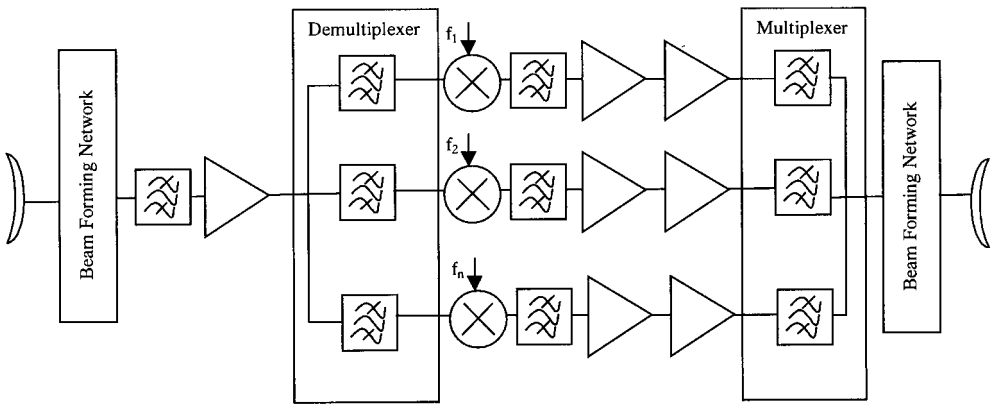 Beam Forming Network
Demultiplexer
f1
f2
fn
Multiplexer
Beam Forming Network